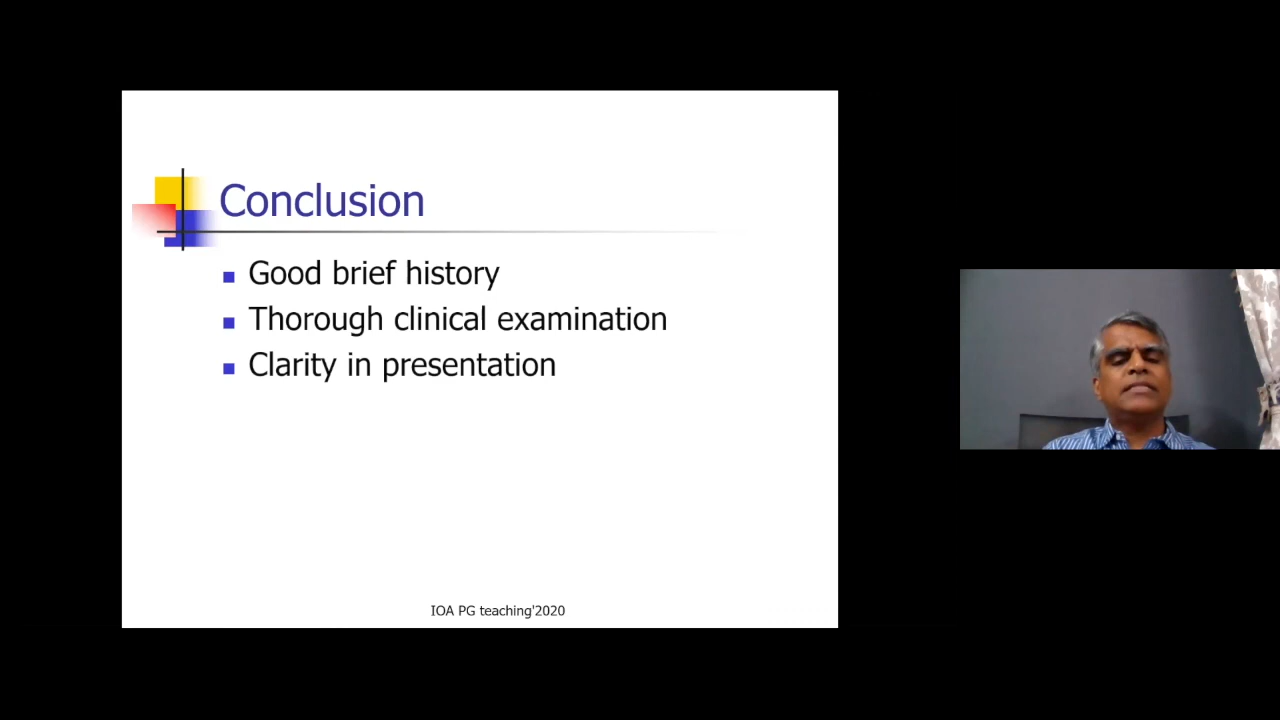 Conclusion
Good brief history
Thorough clinical examination
Clarity in presentation
IOA PG teaching'2020